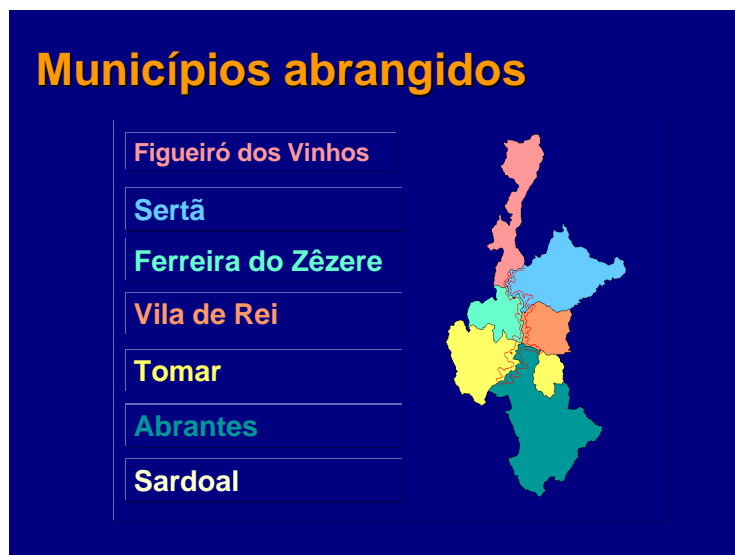 Municípios abrangidos
Figueiró dos Vinhos
Sertã
Ferreira do Zêzere
Vila de Rei
Tomar
Abrantes
Sardoal